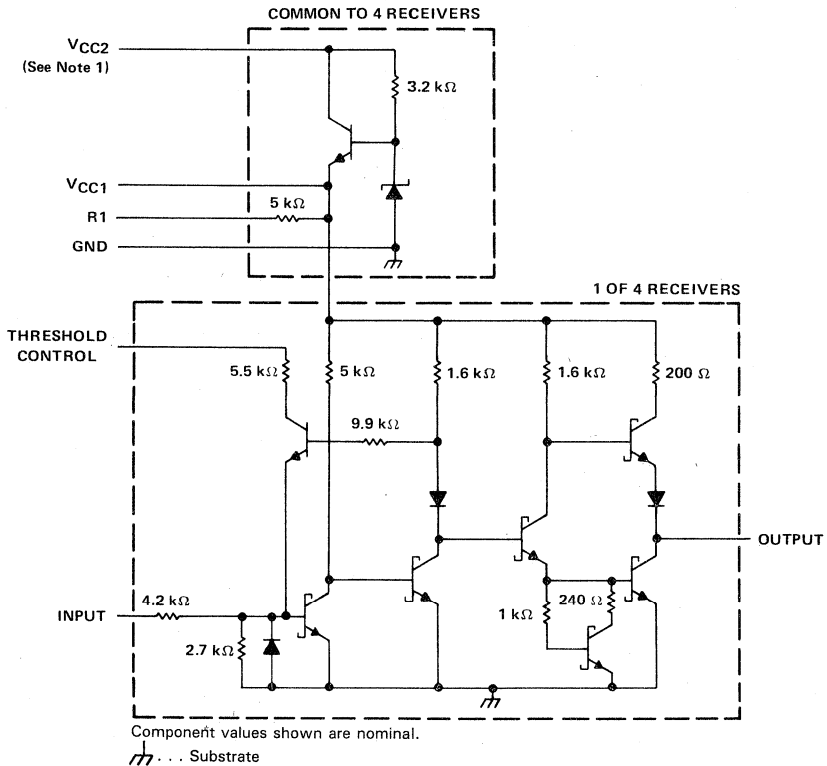 COMMON TO 4 RECEIVERS
VCC2
(See Note 1)
3.2 kΩ
VCC1
5 kΩ
R1
GND
1 OF 4 RECEIVERS
THRESHOLD
CONTROL
5.5 kΩ
5 kΩ
1.6 kΩ
1.6 kΩ
200 Ω
9.9 kΩ
OUTPUT
4.2 kΩ
INPUT
1 kΩ
240 Ω
2.7 kΩ
Component values shown are nominal.
. . . Substrate